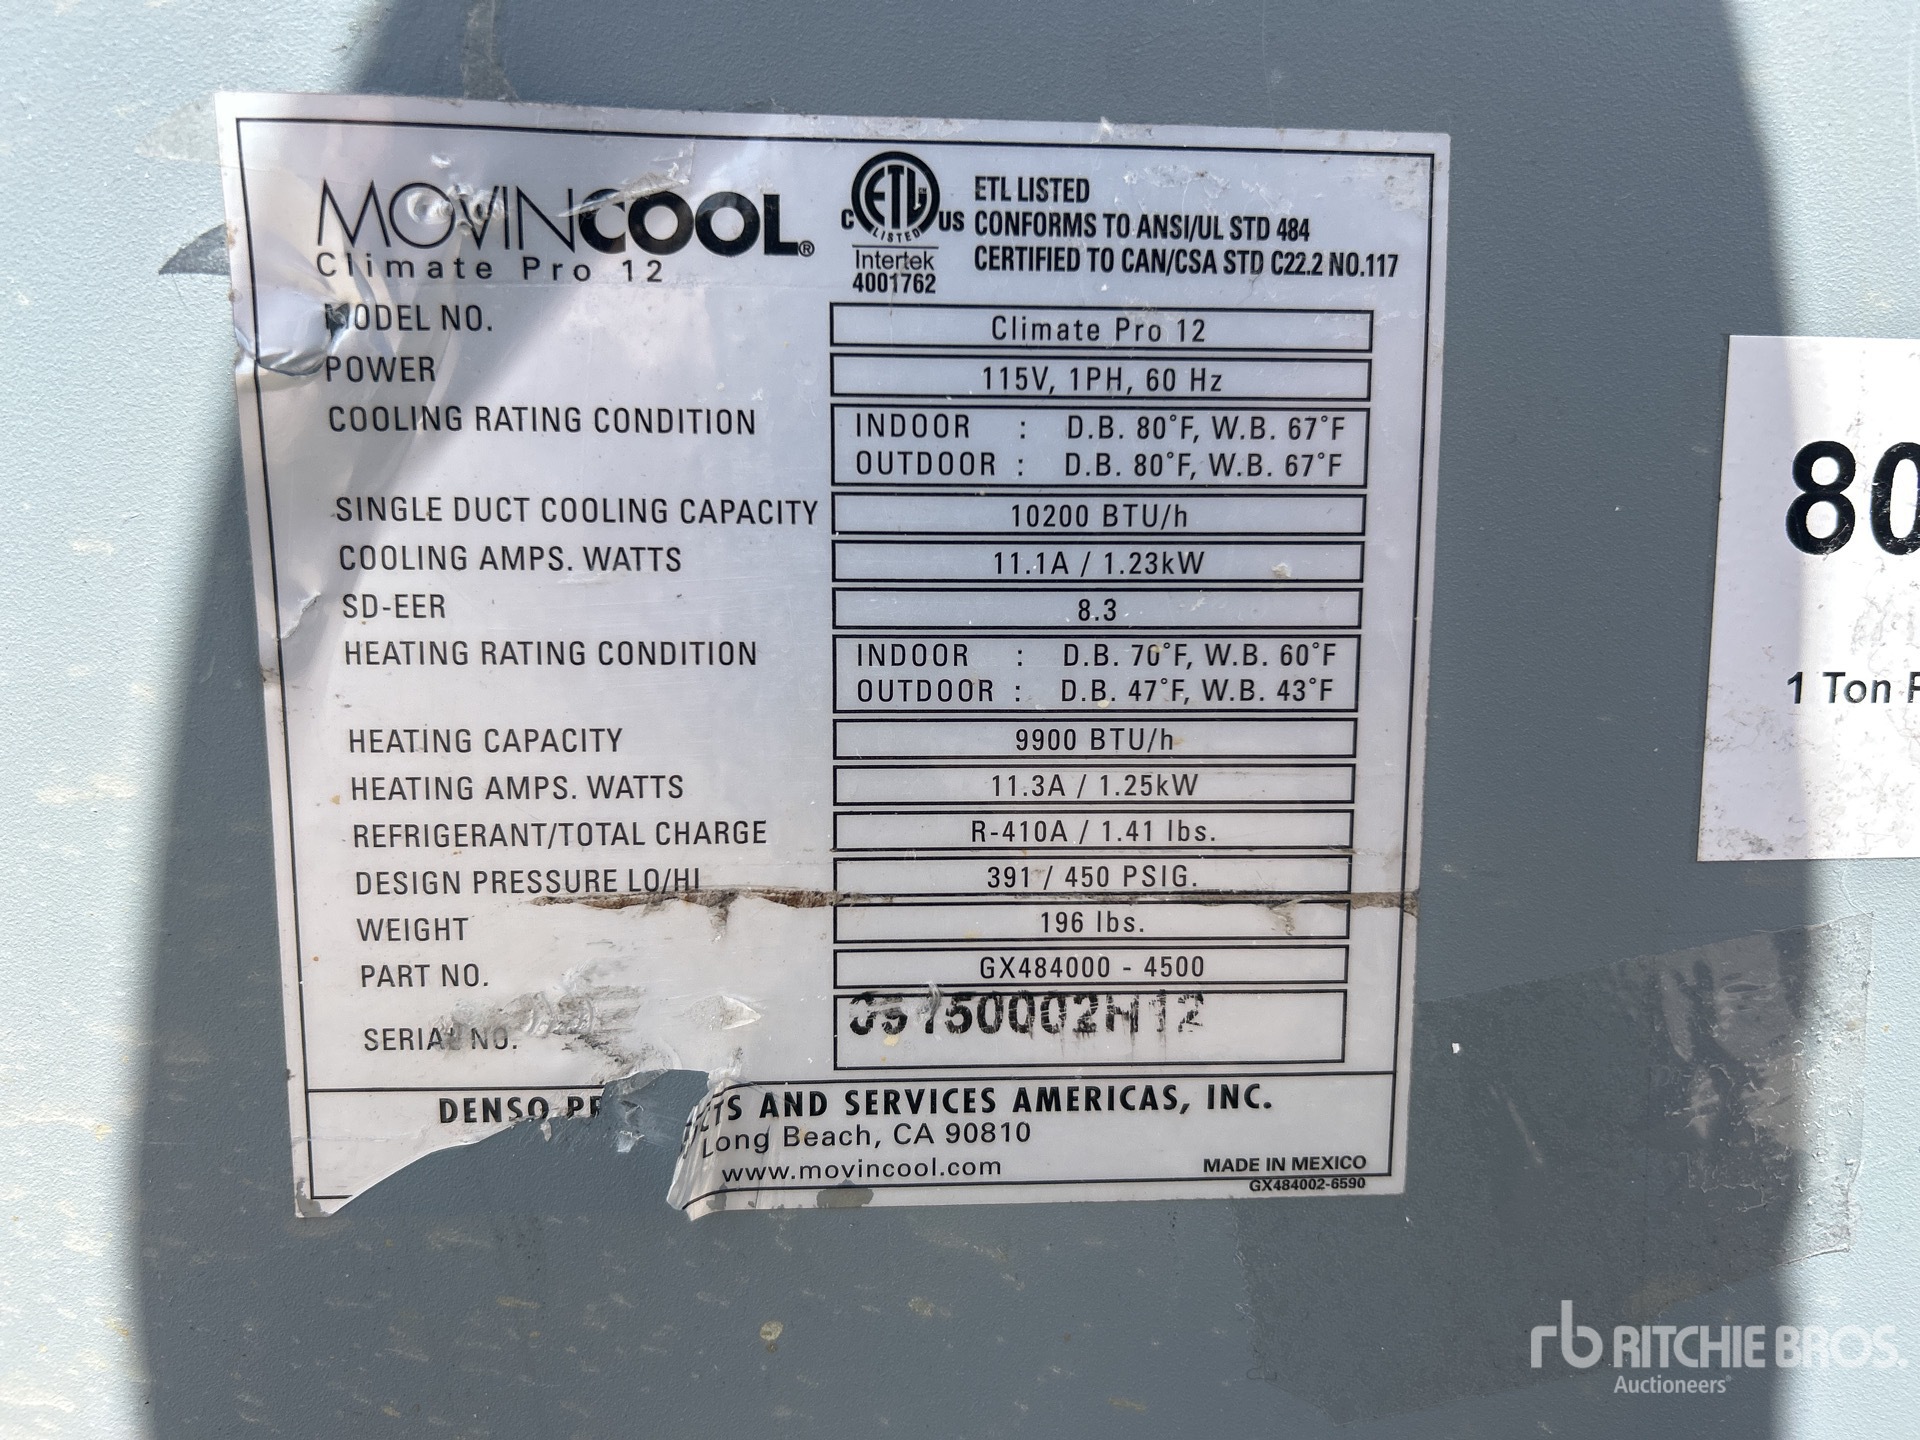 MOVINCOOL®
Climate Pro 12
C ETL LISTED US
Intertek
4001762
ETL LISTED
CONFORMS TO ANSI/UL STD 484
CERTIFIED TO CAN/CSA STD C22.2 NO.117
MODEL NO. Climate Pro 12
POWER 115V, 1PH, 60 Hz
COOLING RATING CONDITION INDOOR : D.B. 80°F, W.B. 67°F
OUTDOOR : D.B. 80°F, W.B. 67°F
SINGLE DUCT COOLING CAPACITY 10200 BTU/h
COOLING AMPS. WATTS 11.1A / 1.23kW
SD-EER 8.3
HEATING RATING CONDITION INDOOR : D.B. 70°F, W.B. 60°F
OUTDOOR : D.B. 47°F, W.B. 43°F
HEATING CAPACITY 9900 BTU/h
HEATING AMPS. WATTS 11.3A / 1.25kW
REFRIGERANT/TOTAL CHARGE R-410A / 1.41 lbs.
DESIGN PRESSURE LO/HI 391 / 450 PSIG.
WEIGHT 196 lbs.
PART NO. GX484000 - 4500
SERIAL NO.
DENSO AND SERVICES AMERICAS, INC.
Long Beach, CA 90810
www.movincool.com
MADE IN MEXICO
GX484002-6590
80
1 Ton
rb RITCHIE BROS.
Auctioneers